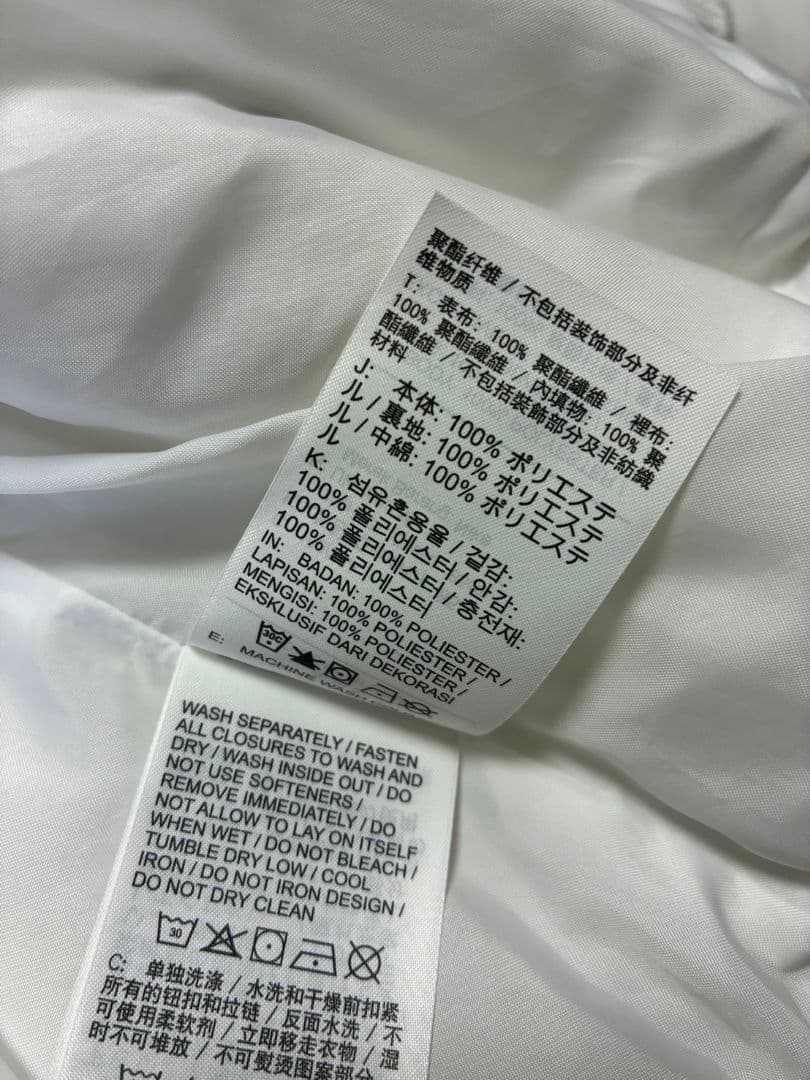 聚酯纤维 / 不包括装饰部分及非纤
维物质
T: 表布: 100% 聚酯纖維 / 裡布:
100% 聚酯纖維 / 內填物: 100% 聚
酯纖維 / 不包括裝飾部分及非紡織
材料
J: 本体: 100% ポリエステ
ル / 裏地: 100% ポリエステ
ル / 中綿: 100% ポリエステ
ル
K: 섬유혼용율 / 겉감:
100% 폴리에스터 / 안감:
100% 폴리에스터 / 충전재:
100% 폴리에스터
IN: BADAN: 100% POLIESTER /
LAPISAN: 100% POLIESTER /
MENGISI: 100% POLIESTER /
EKSKLUSIF DARI DEKORASI
30C
E: MACHINE WASH
WASH SEPARATELY / FASTEN
ALL CLOSURES TO WASH AND
DRY / WASH INSIDE OUT / DO
NOT USE SOFTENERS /
REMOVE IMMEDIATELY / DO
NOT ALLOW TO LAY ON ITSELF
WHEN WET / DO NOT BLEACH /
TUMBLE DRY LOW / COOL
IRON / DO NOT IRON DESIGN /
DO NOT DRY CLEAN
30
C: 单独洗涤 / 水洗和干燥前扣紧
所有的钮扣和拉链 / 反面水洗 / 不
可使用柔软剂 / 立即移走衣物 / 湿
时不可堆放 / 不可熨烫图案部分